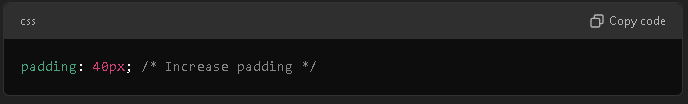 css
Copy code
padding: 40px; /* Increase padding */